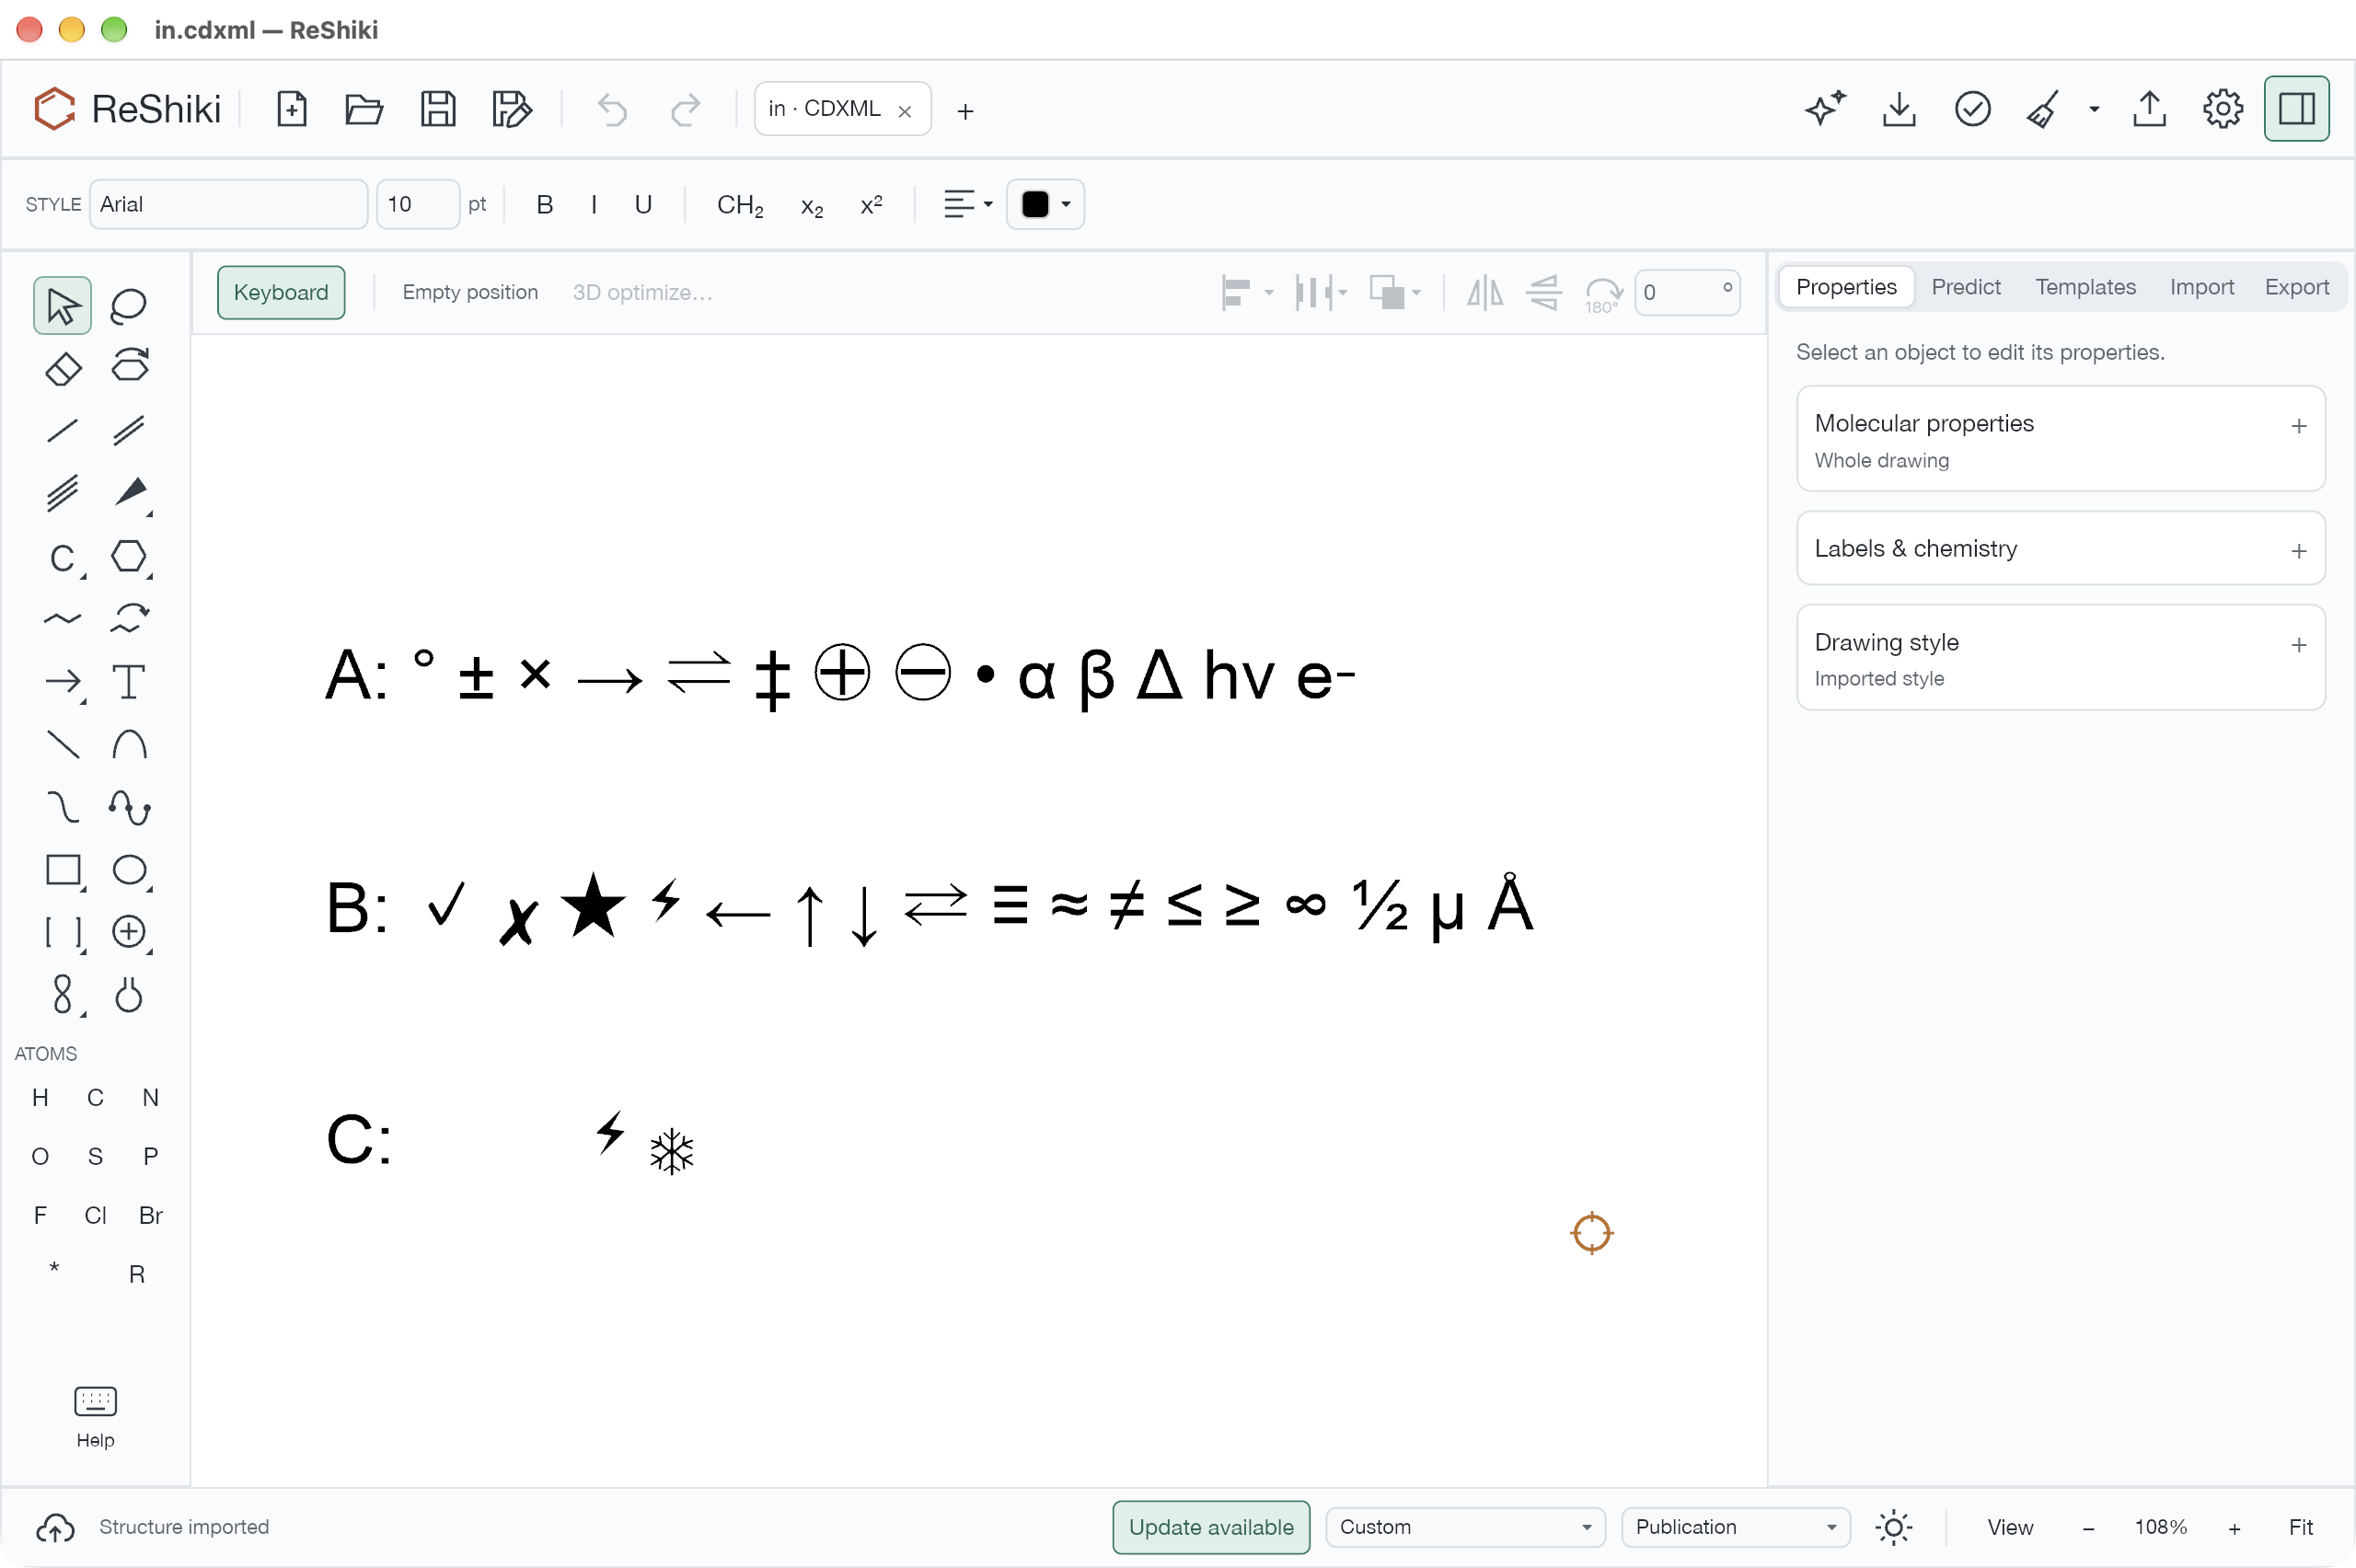 in.cdxml — ReShiki
ReShiki
in · CDXML × +
STYLE Arial 10 pt B I U CH₂ x₂ x²
Keyboard Empty position 3D optimize... 180° 0 °
Properties Predict Templates Import Export
Select an object to edit its properties.
Molecular properties +
Whole drawing
Labels & chemistry +
Drawing style +
Imported style
C
T
[ ]
A: ° ± × → ⇌ ‡ ⊕ ⊖ • α β Δ hν e−
B: ✓ ✗ ★ ⚡ ← ↑ ↓ ⇄ ≡ ≈ ≠ ≤ ≥ ∞ ½ µ Å
C: ⚡ ❄
ATOMS
H C N
O S P
F Cl Br
* R
Help
Structure imported
Update available Custom Publication View − 108% + Fit